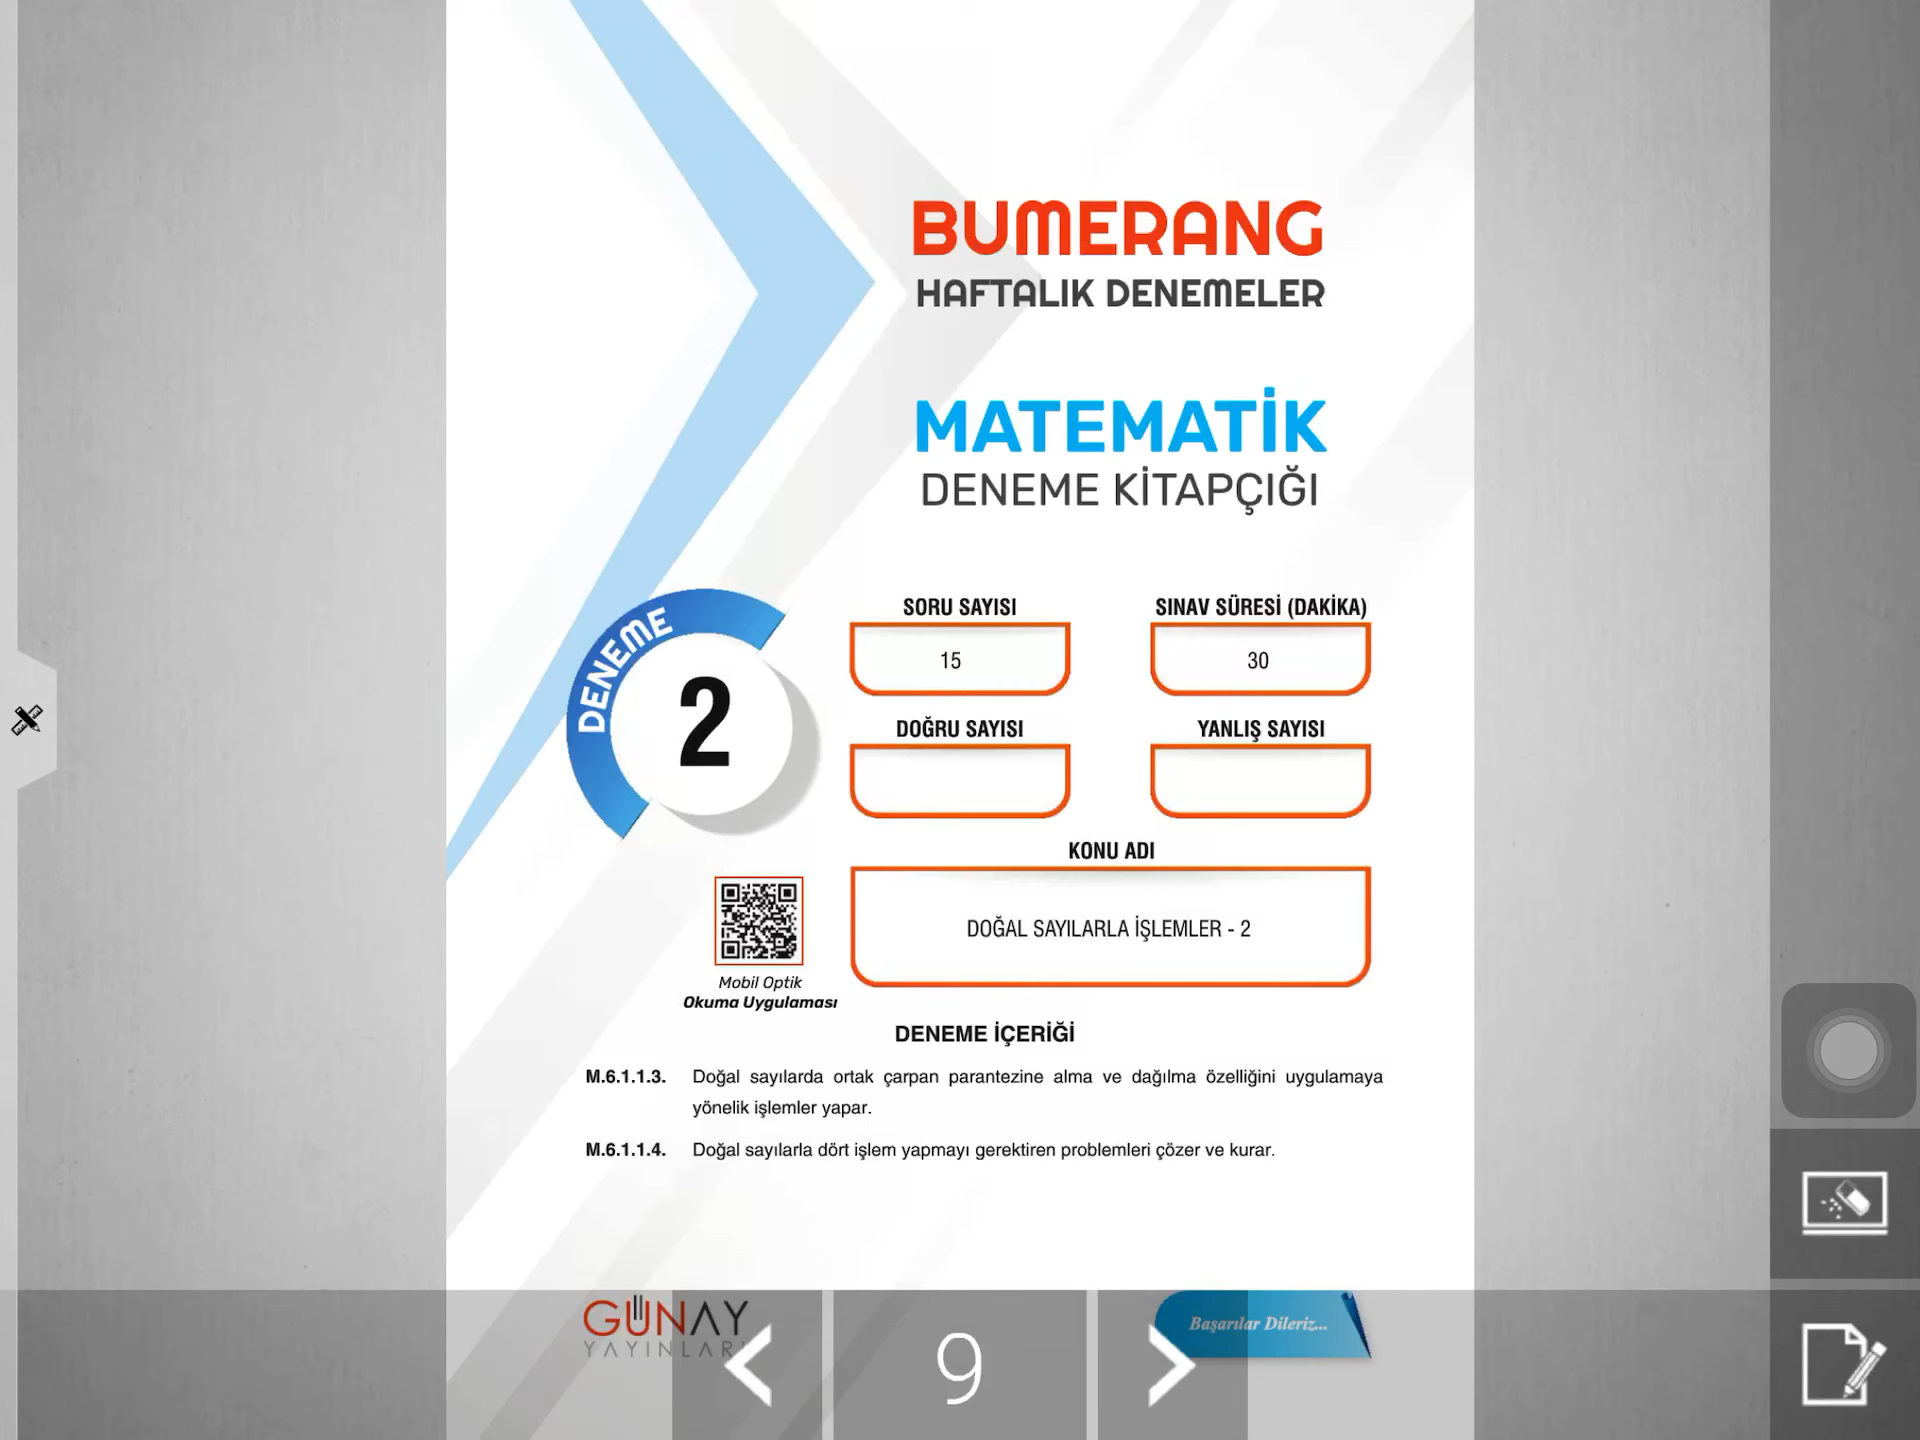 BUMERANG
HAFTALIK DENEMELER
MATEMATİK
DENEME KİTAPÇIĞI
DENEME
2
SORU SAYISI
15
SINAV SÜRESİ (DAKİKA)
30
DOĞRU SAYISI
YANLIŞ SAYISI
KONU ADI
DOĞAL SAYILARLA İŞLEMLER - 2
Mobil Optik
Okuma Uygulaması
DENEME İÇERİĞİ
M.6.1.1.3. Doğal sayılarda ortak çarpan parantezine alma ve dağılma özelliğini uygulamaya
yönelik işlemler yapar.
M.6.1.1.4. Doğal sayılarla dört işlem yapmayı gerektiren problemleri çözer ve kurar.
GÜNAY
YAYINLARI
9
Başarılar Dileriz...